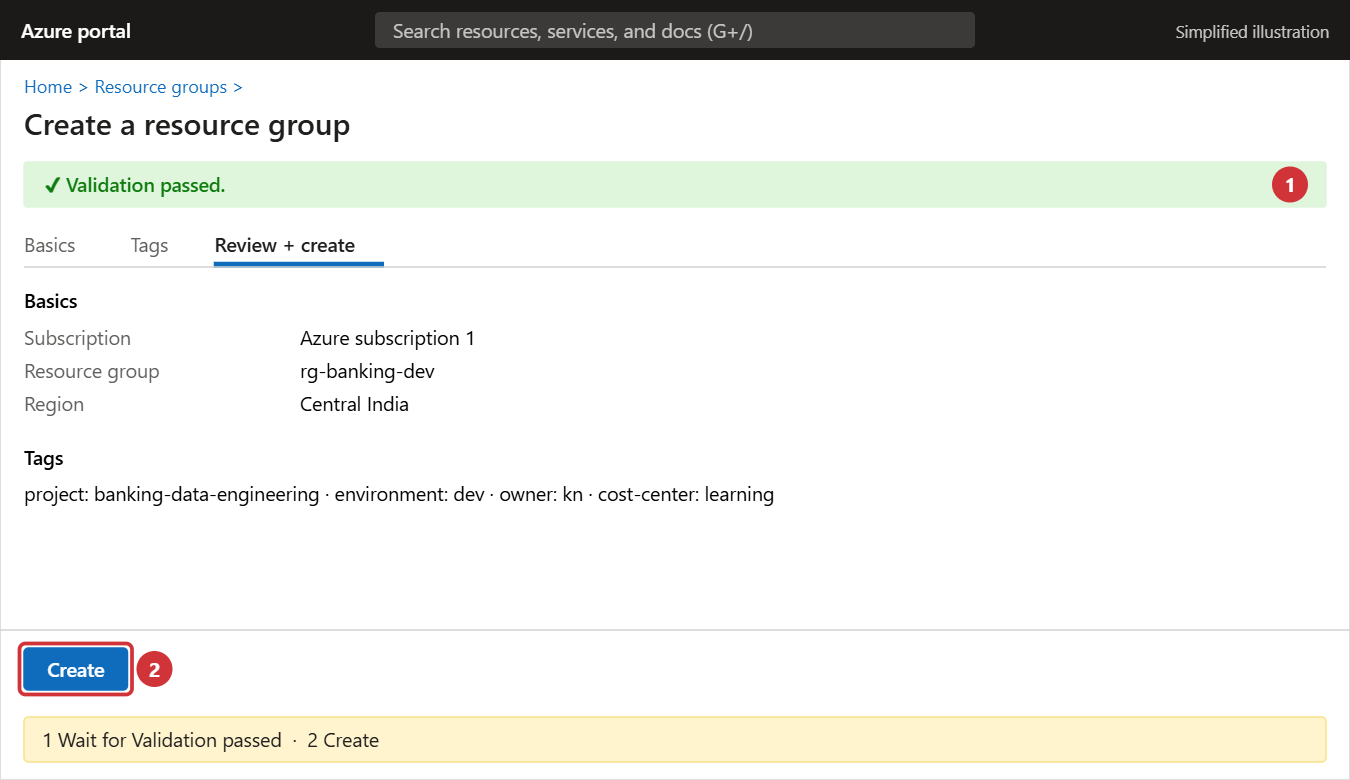 Azure portal
Search resources, services, and docs (G+/)
Simplified illustration
Home > Resource groups >
Create a resource group
✔ Validation passed.
1
Basics Tags Review + create
Basics
Subscription Azure subscription 1
Resource group rg-banking-dev
Region Central India
Tags
project: banking-data-engineering · environment: dev · owner: kn · cost-center: learning
Create 2
1 Wait for Validation passed · 2 Create